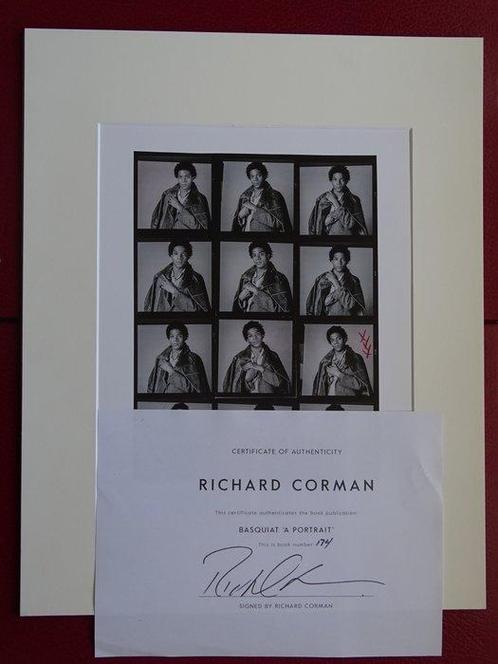 CERTIFICATE OF AUTHENTICITY
RICHARD CORMAN
This certificate authenticates the book publication:
BASQUIAT 'A PORTRAIT'
This is book number: 174
SIGNED BY RICHARD CORMAN